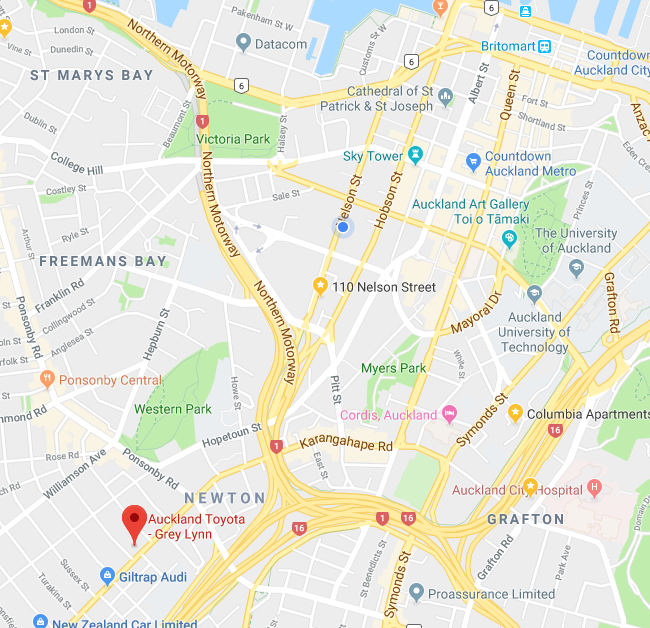 London St
Dunedin St
Vine St
ST MARYS BAY
Northern Motorway
Pakenham St W
Datacom
Customs St W
6
6
6
Britomart
Countdown
Auckland City
Albert St
Queen St
Cathedral of St
Patrick & St Joseph
Fort St
Shortland St
Anzac
Dublin St
Beaumont St
1
Victoria Park
Halsey St
College Hill
Costley St
Sky Tower
Countdown
Auckland Metro
Eden Cres
Princes St
Northern Motorway
Sale St
Nelson St
Hobson St
Auckland Art Gallery
Toi o Tāmaki
The University
of Auckland
Arthur St
Ryle St
FREEMANS BAY
Franklin Rd
Collingwood St
Anglesea St
Ponsonby Rd
Hepburn St
Northern Motorway
110 Nelson Street
Mayoral Dr
Grafton Rd
Auckland
University of
Technology
Norfolk St
Ponsonby Central
Howe St
Pitt St
Myers Park
White St
mmond Rd
Western Park
Cordis, Auckland
Symonds St
Columbia Apartments
Hopetoun St
1
Karangahape Rd
16
Rose Rd
Williamson Ave
Ponsonby Rd
East St
Auckland City Hospital
NEWTON
Auckland Toyota
- Grey Lynn
16
1
16
GRAFTON
Domain Dr
Sussex St
Turakina St
Giltrap Audi
St Benedicts St
Symonds St
Grafton Rd
Park Ave
Proassurance Limited
New Zealand Car Limited